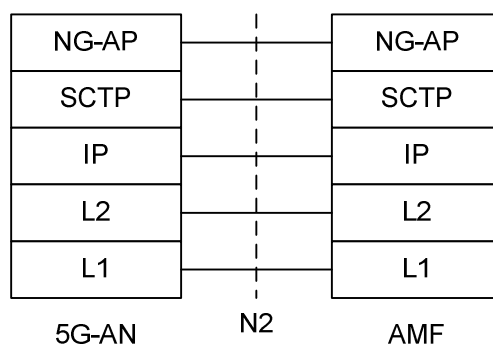 NG-AP NG-AP
SCTP SCTP
IP IP
L2 L2
L1 L1
5G-AN N2 AMF